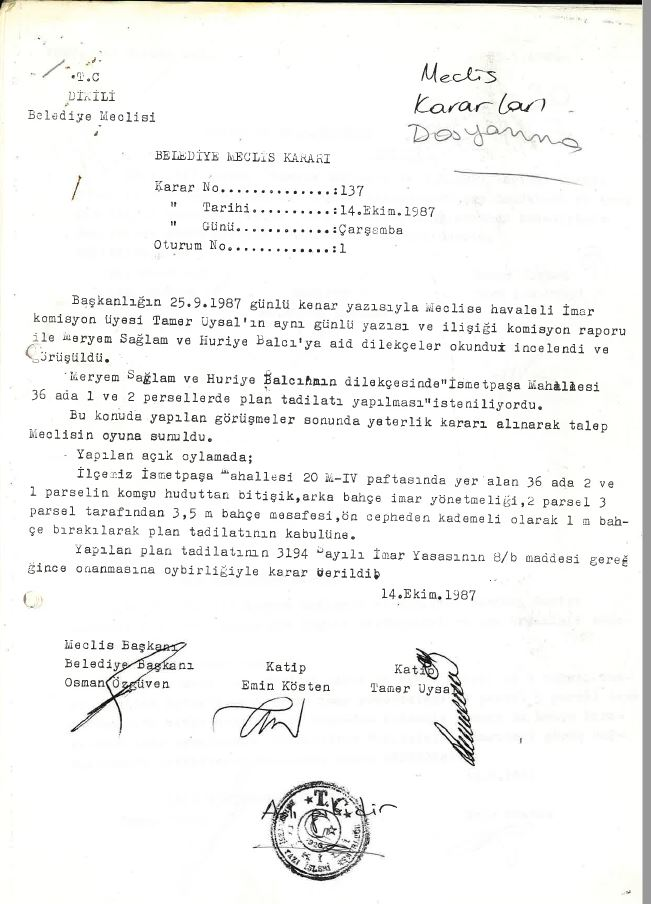 T.C
DİKİLİ
Belediye Meclisi
Meclis
Kararları
Dosyasına
BELEDİYE MECLIS KARARI
Karar No..............:137
" Tarihi..........:14.Ekim.1987
" Günü............:Çarşamba
Oturum No............:1
Başkanlığın 25.9.1987 günlü kenar yazısıyla Meclise havaleli İmar
komisyon üyesi Tamer Uysal'ın aynı günlü yazısı ve ilişiği komisyon raporu
ile Meryem Sağlam ve Huriye Balcı'ya aid dilekçeler okundu incelendi ve
görüşüldü.
Meryem Sağlam ve Huriye Balcının dilekçesinde"İsmetpaşa Mahallesi
36 ada 1 ve 2 persellerde plan tadilatı yapılması"isteniliyordu.
Bu konuda yapılan görüşmeler sonunda yeterlik kararı alınarak talep
Meclisin oyuna sunuldu.
Yapılan açık oylamada;
İlçemiz İsmetpaşa Mahallesi 20 M-IV paftasında yer alan 36 ada 2 ve
1 parselin komşu huduttan bitişik,arka bahçe imar yönetmeliği,2 parsel 3
parsel tarafından 3,5 m bahçe mesafesi,ön cepheden kademeli olarak 1 m bah-
çe bırakılarak plan tadilatının kabulüne.
Yapılan plan tadilatının 3194 Sayılı İmar Yasasının 8/b maddesi gereğ
ğince onanmasına oybirliğiyle karar verildi
14.Ekim.1987
Meclis Başkanı
Belediye Başkanı Katip Katip
Osman Özgüven Emin Kösten Tamer Uysal
T.C.